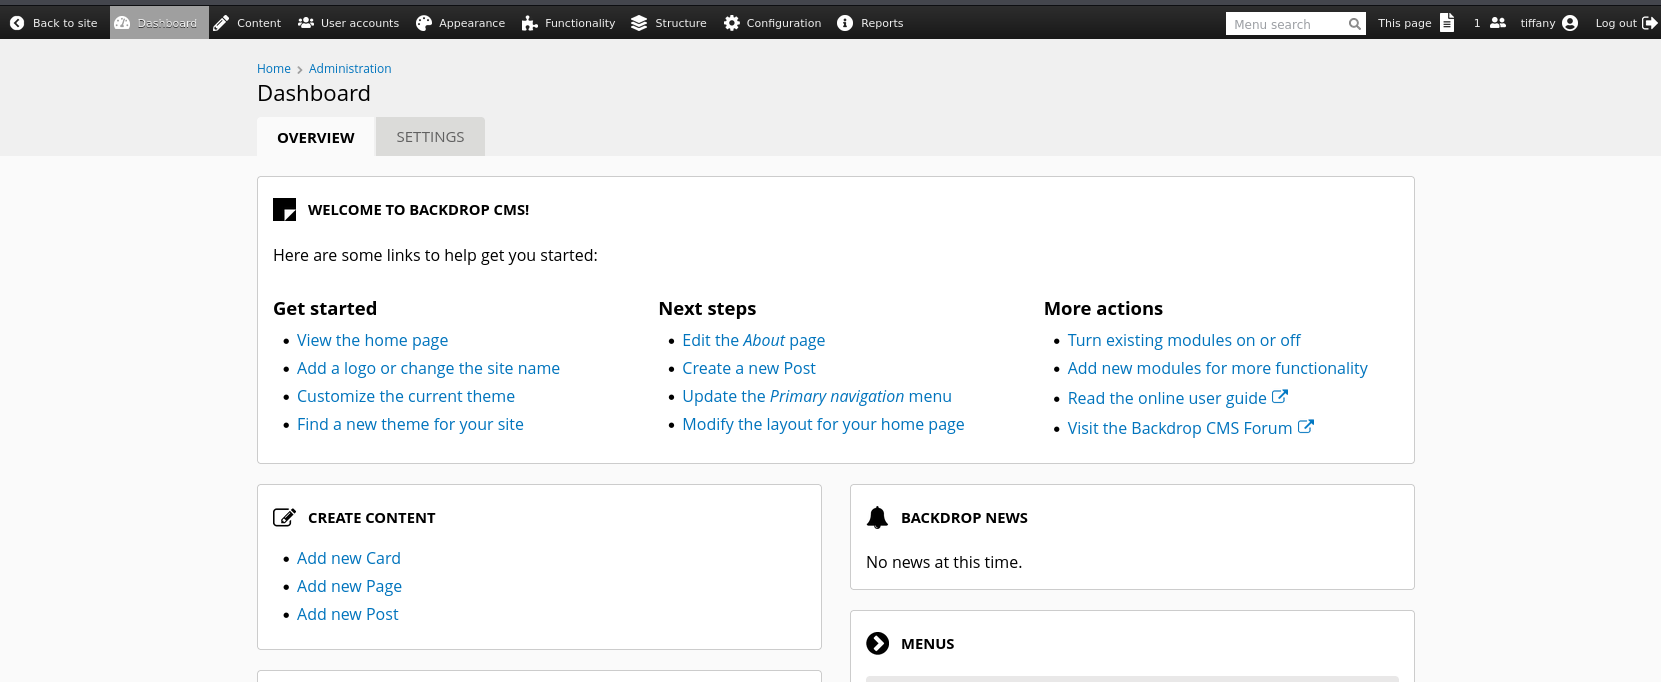 Back to site Dashboard Content User accounts Appearance Functionality Structure Configuration Reports Menu search This page 1 tiffany Log out
Home › Administration
Dashboard
OVERVIEW SETTINGS
WELCOME TO BACKDROP CMS!
Here are some links to help get you started:
Get started
View the home page
Add a logo or change the site name
Customize the current theme
Find a new theme for your site
Next steps
Edit the About page
Create a new Post
Update the Primary navigation menu
Modify the layout for your home page
More actions
Turn existing modules on or off
Add new modules for more functionality
Read the online user guide
Visit the Backdrop CMS Forum
CREATE CONTENT
Add new Card
Add new Page
Add new Post
BACKDROP NEWS
No news at this time.
MENUS